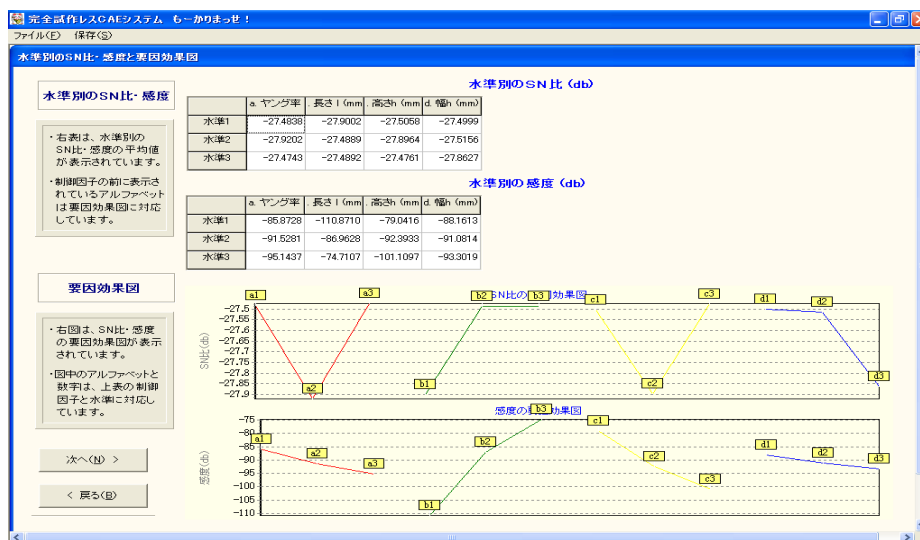 完全試作レスCAEシステム もーかりまっせ!
ファイル(F) 保存(S)
水準別のSN比・感度と要因効果図
水準別のSN比・感度
・右表は、水準別の
SN比・感度の平均値
が表示されています。
・制御因子の前に表示さ
れているアルファベット
は要因効果図に対応
しています。
水準別のSN比 (db)
a. ヤング率 . 長さ l (mm . 高さh (mm d. 幅h (mm)
水準1 -27.4838 -27.9002 -27.5058 -27.4999
水準2 -27.9202 -27.4889 -27.8964 -27.5156
水準3 -27.4743 -27.4892 -27.4761 -27.8627
水準別の感度 (db)
a. ヤング率 . 長さ l (mm . 高さh (mm d. 幅h (mm)
水準1 -85.8728 -110.8710 -79.0416 -88.1613
水準2 -91.5281 -86.9628 -92.3933 -91.0814
水準3 -95.1437 -74.7107 -101.1097 -93.3019
要因効果図
・右図は、SN比・感度
の要因効果図が表示
されています。
・図中のアルファベットと
数字は、上表の制御
因子と水準に対応し
ています。
次へ(N) >
< 戻る(B)
SN比の 効果図
a1 a3 b2 b3 c1 c3 d1 d2
a2 b1 c2 d3
SN比(db)
-27.5
-27.55
-27.6
-27.65
-27.7
-27.75
-27.8
-27.85
-27.9
感度の 効果図
a1 a2 a3 b1 b2 b3 c1 c2 c3 d1 d2 d3
感度(db)
-75
-80
-85
-90
-95
-100
-105
-110